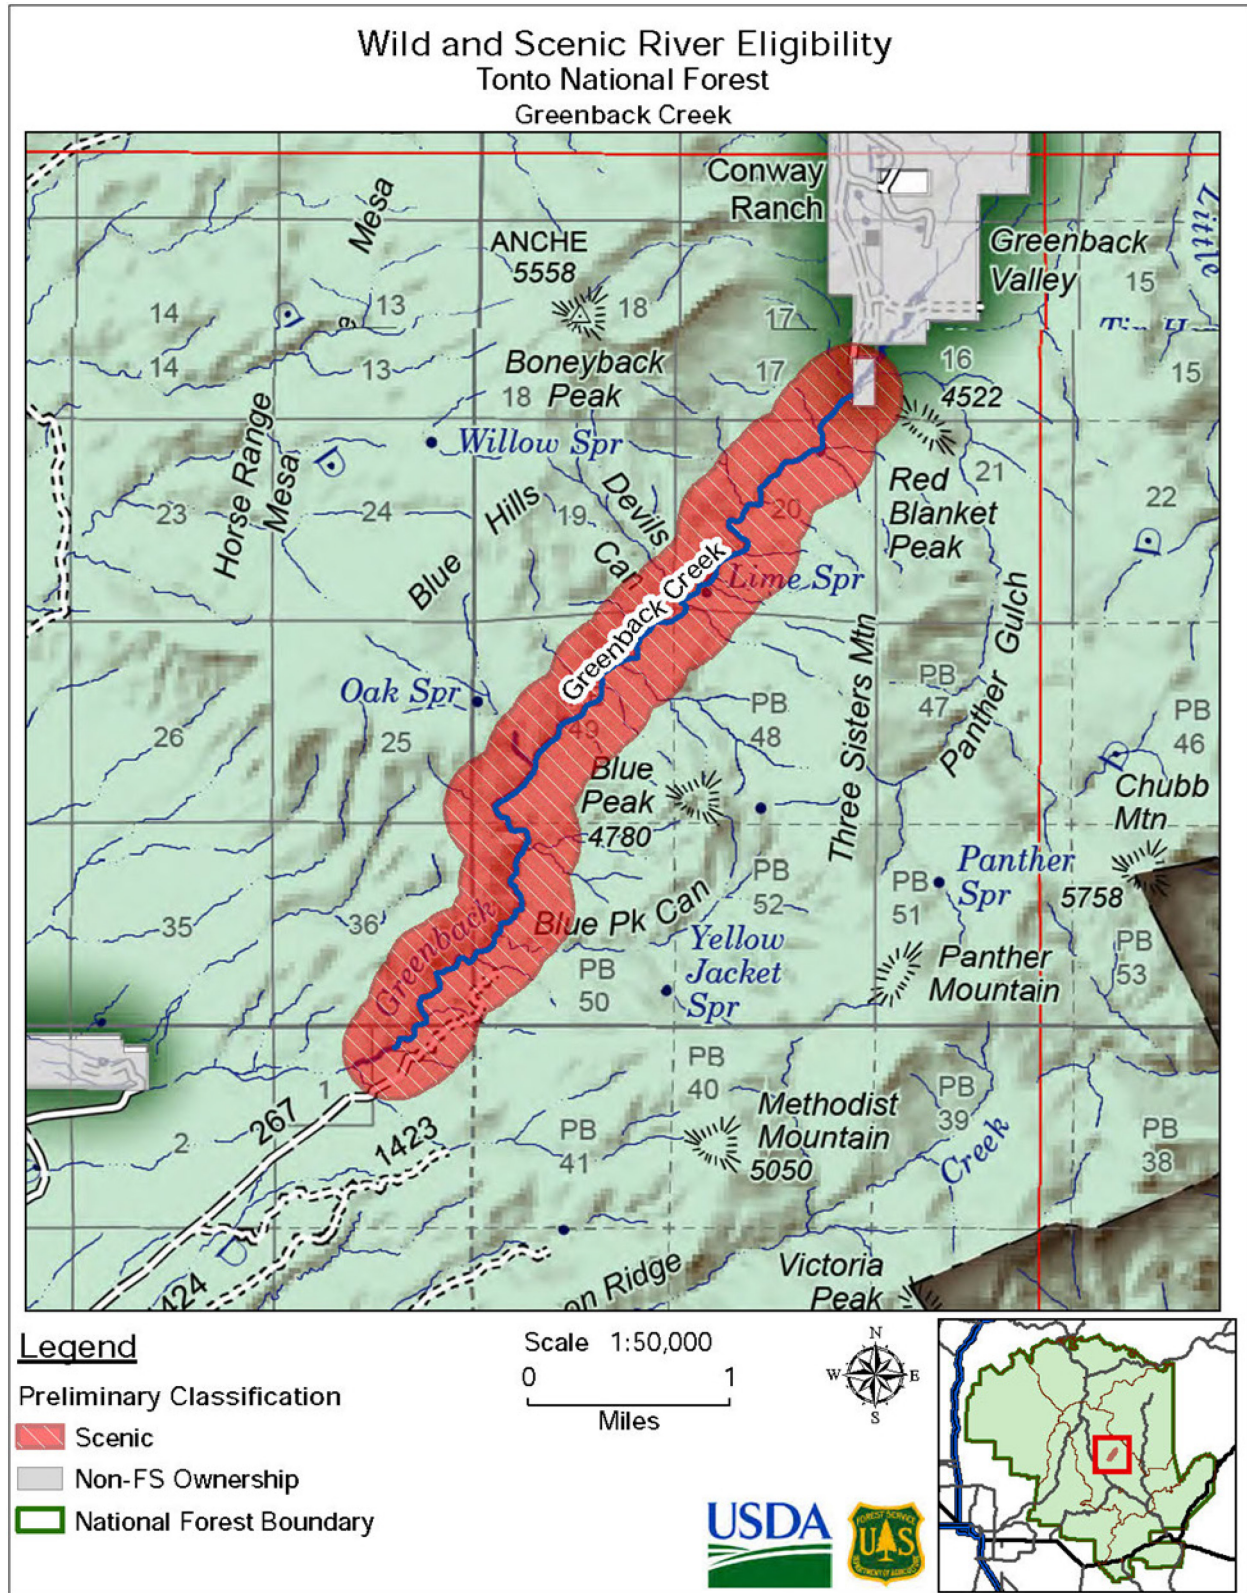 Wild and Scenic River Eligibility
Tonto National Forest
Greenback Creek
Conway
Ranch
Mesa
ANCHE
5558
Greenback
Valley
Little
14
13
18
17
15
14
13
Boneyback
Peak
18
17
16
4522
15
Horse Range
Mesa
Willow Spr
Blue Hills
Devils
Can
19
20
Red
Blanket
Peak
21
22
23
24
Greenback Creek
Lime Spr
Three Sisters Mtn
Panther Gulch
Oak Spr
26
25
49
PB
48
PB
47
PB
46
Blue
Peak
4780
Chubb
Mtn
5758
35
36
Greenback
Blue Pk Can
PB
52
PB
51
Panther
Spr
PB
53
Yellow
Jacket
Spr
PB
50
Panther
Mountain
1
2
267
1423
424
PB
40
PB
41
Methodist
Mountain
5050
PB
39
Creek
PB
38
on Ridge
Victoria
Peak
Legend
Preliminary Classification
Scenic
Non-FS Ownership
National Forest Boundary
Scale 1:50,000
0 1
Miles
N
W E
S
USDA
FOREST SERVICE
U S
DEPARTMENT OF AGRICULTURE